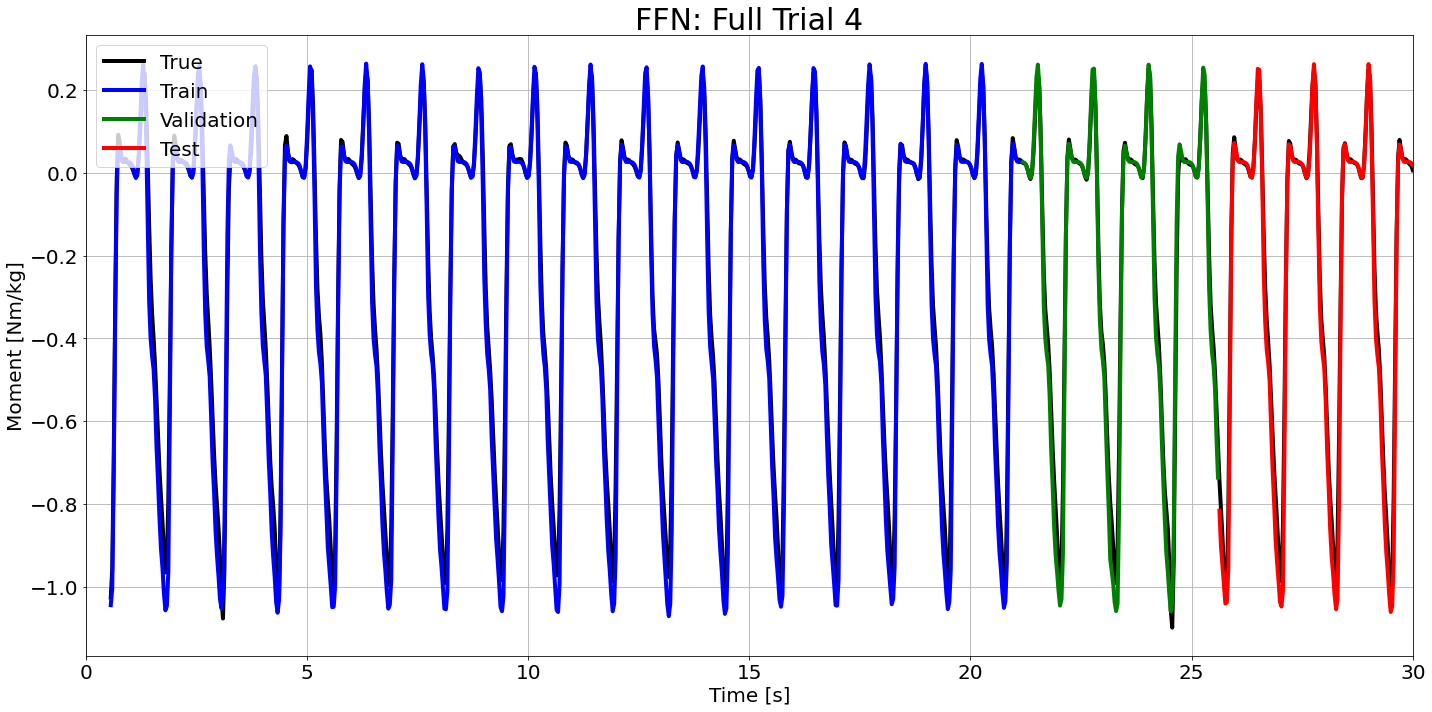 FFN: Full Trial 4
True
Train
Validation
Test
0.2
0.0
−0.2
−0.4
−0.6
−0.8
−1.0
Moment [Nm/kg]
0 5 10 15 20 25 30
Time [s]